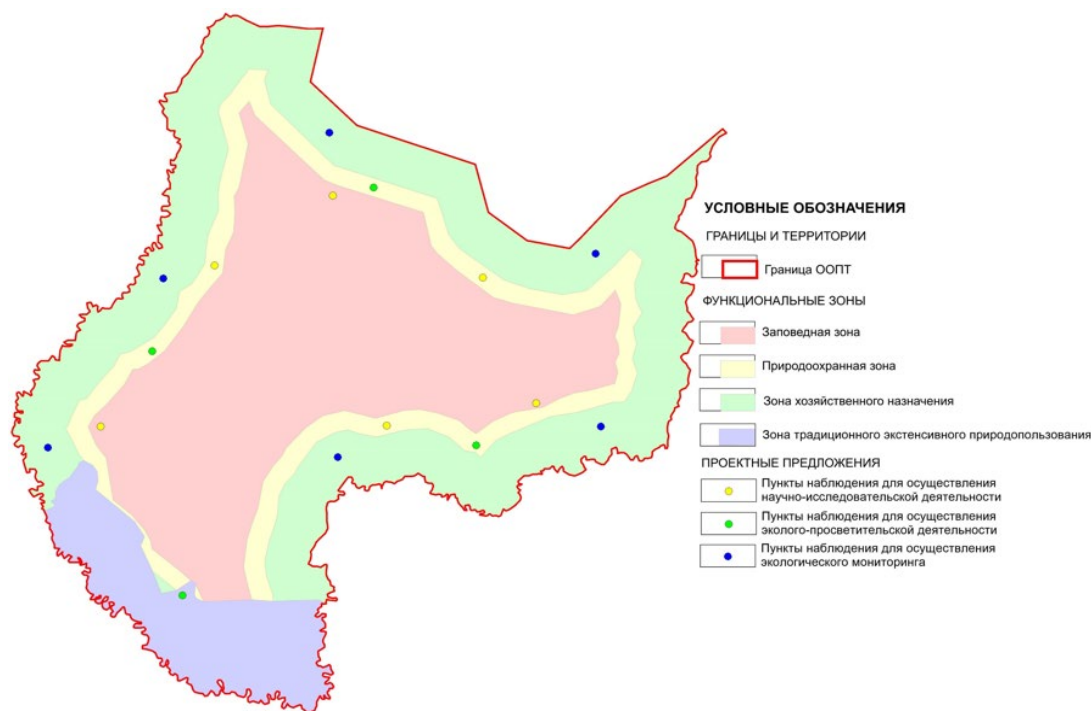 УСЛОВНЫЕ ОБОЗНАЧЕНИЯ
ГРАНИЦЫ И ТЕРРИТОРИИ
Граница ООПТ
ФУНКЦИОНАЛЬНЫЕ ЗОНЫ
Заповедная зона
Природоохранная зона
Зона хозяйственного назначения
Зона традиционного экстенсивного природопользования
ПРОЕКТНЫЕ ПРЕДЛОЖЕНИЯ
Пункты наблюдения для осуществления
научно-исследовательской деятельности
Пункты наблюдения для осуществления
эколого-просветительской деятельности
Пункты наблюдения для осуществления
экологического мониторинга